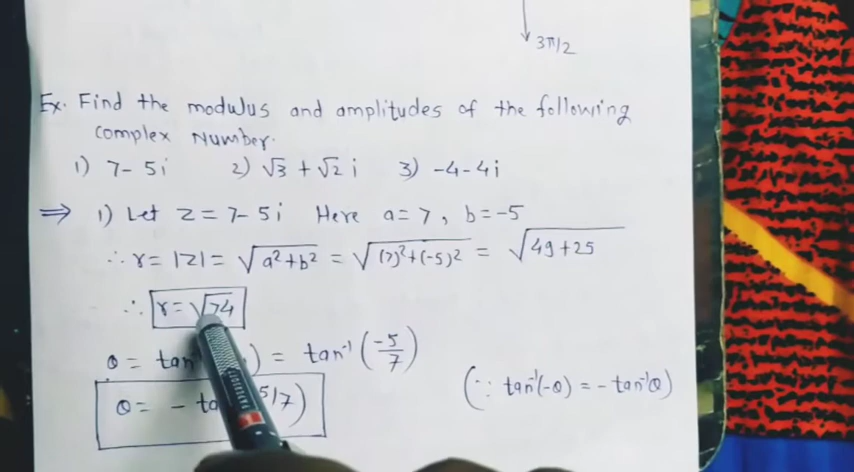 3π/2
Ex. Find the modulus and amplitudes of the following
complex Number.
1) 7-5i 2) √3 + √2 i 3) -4-4i
⇒ 1) Let z = 7-5i Here a=7, b=-5
∴ r = |z| = √(a²+b²) = √((7)²+(-5)²) = √(49+25)
∴ r = √74
θ = tan⁻¹( ) = tan⁻¹(-5/7)
θ = - 5/7) (∵ tan⁻¹(-θ) = -tan⁻¹θ)